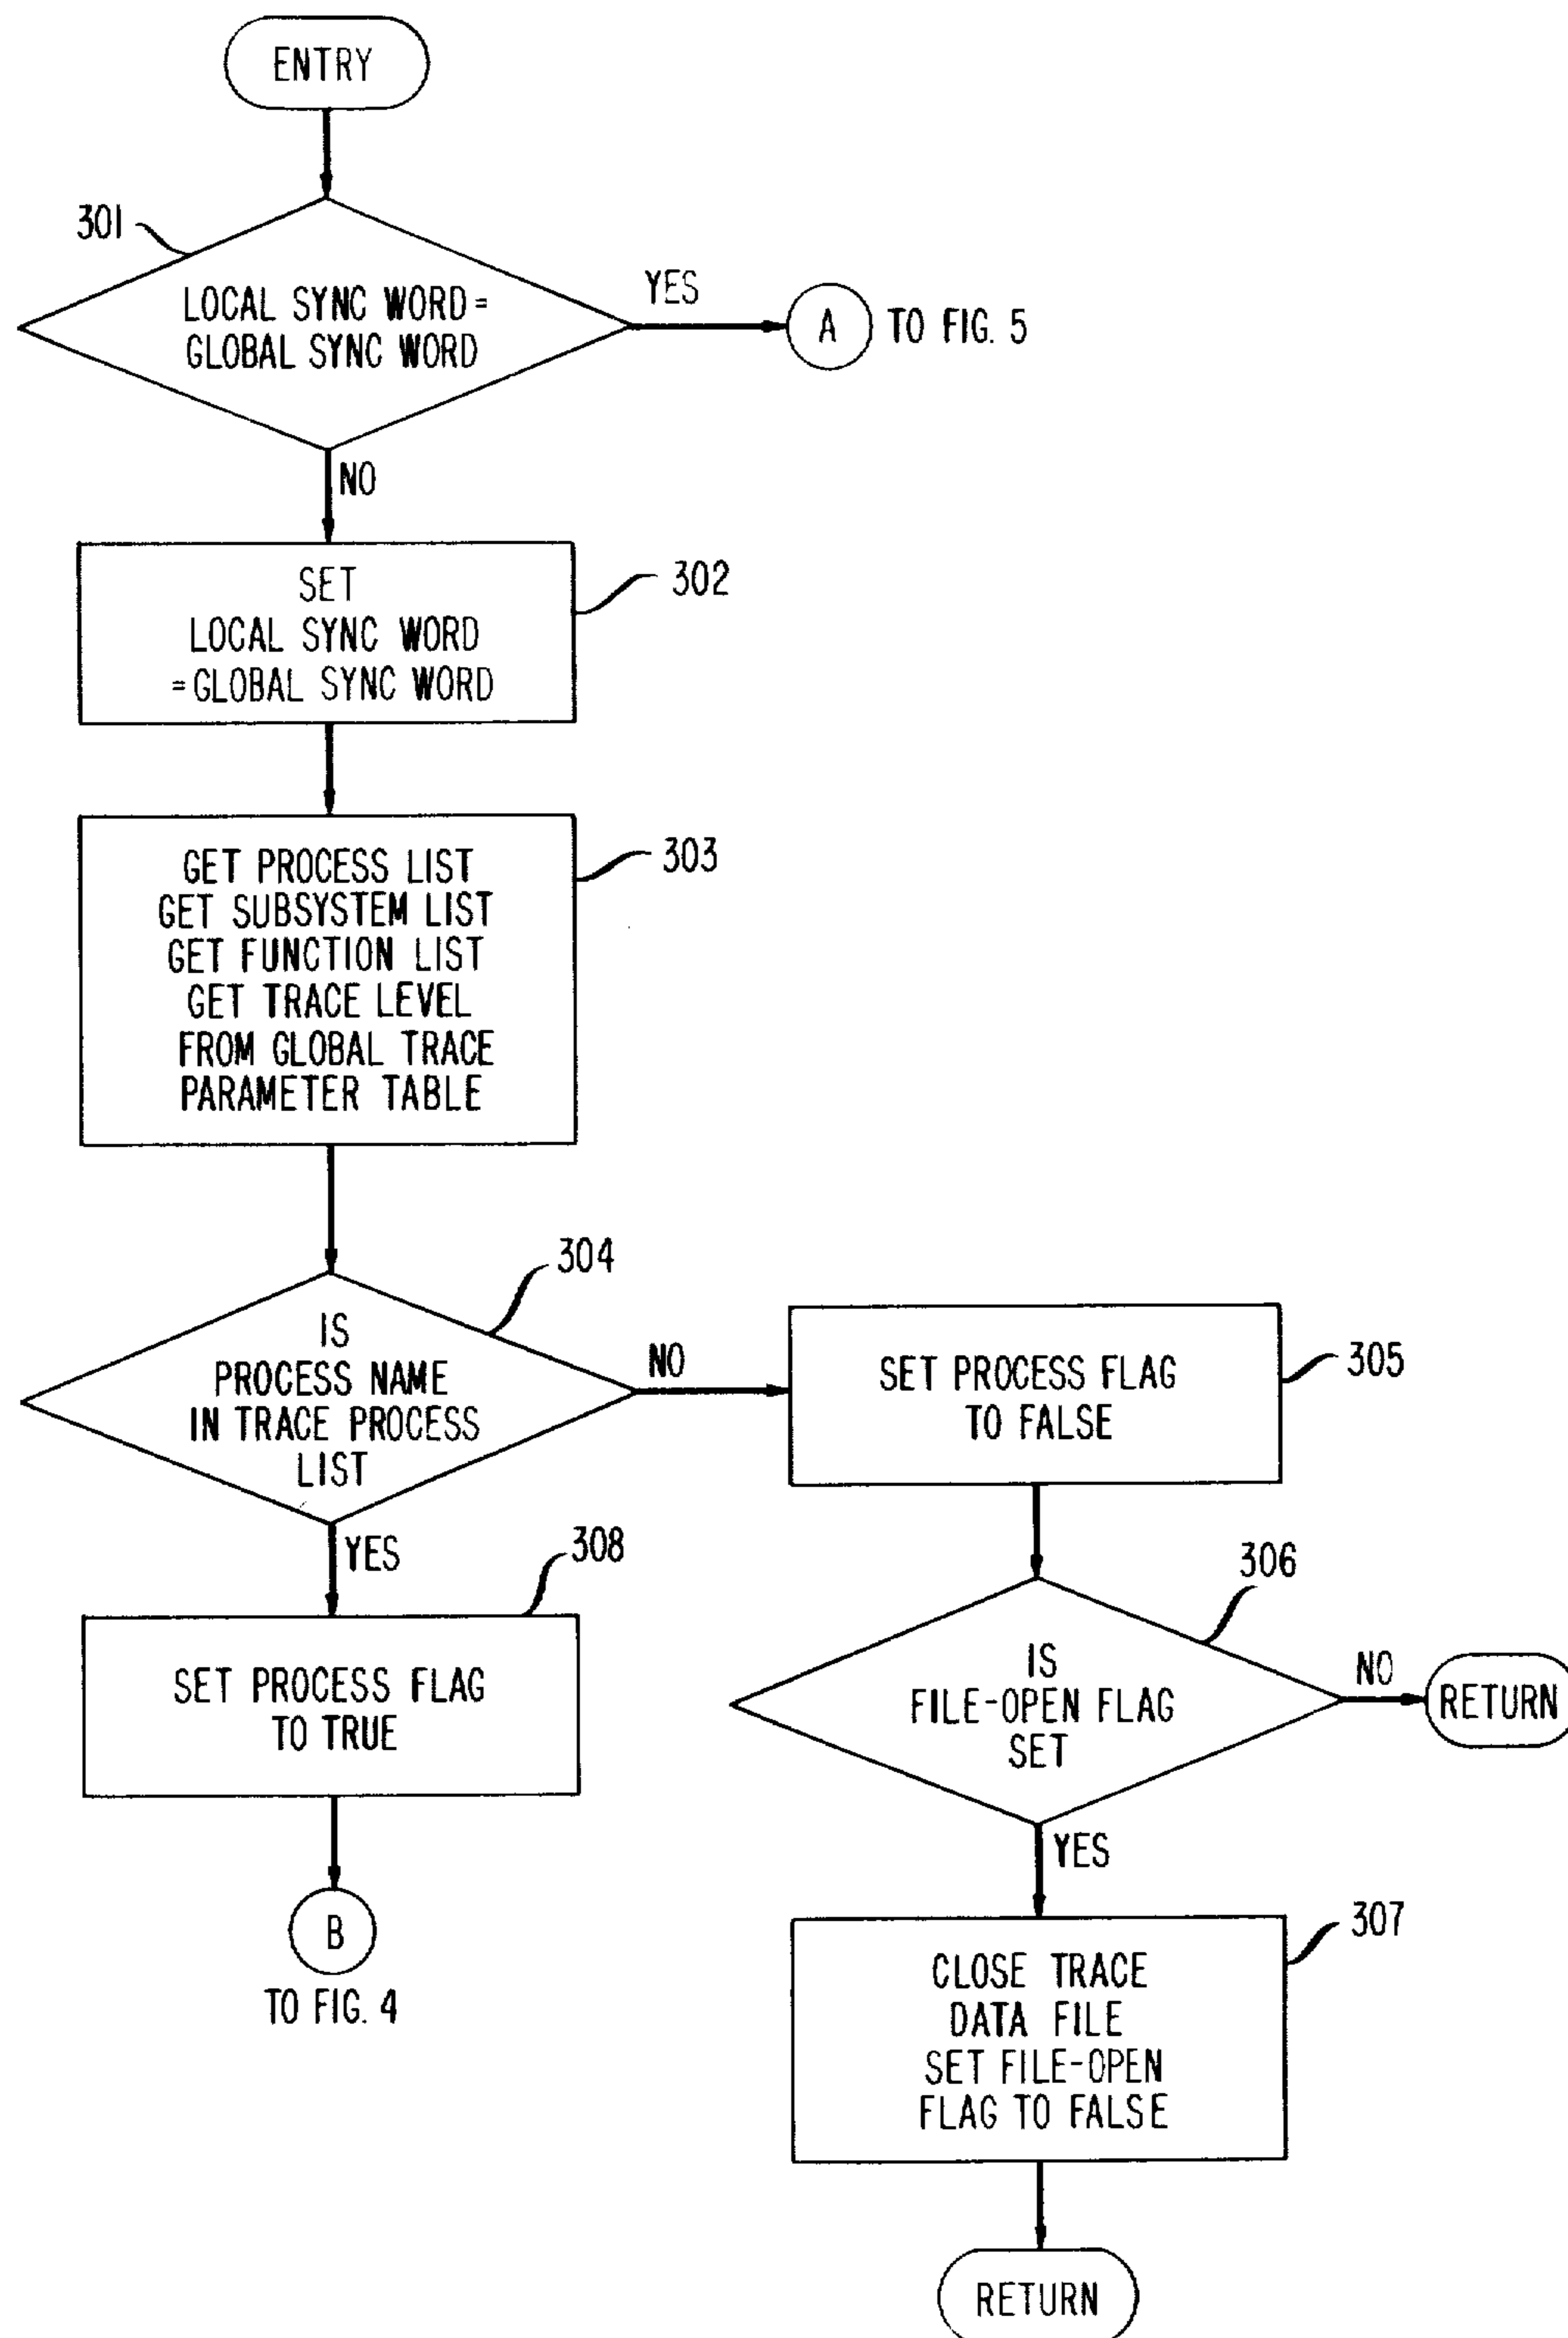 ENTRY
301
LOCAL SYNC WORD=
GLOBAL SYNC WORD
YES
A
TO FIG. 5
NO
SET
LOCAL SYNC WORD
=GLOBAL SYNC WORD
302
GET PROCESS LIST
GET SUBSYSTEM LIST
GET FUNCTION LIST
GET TRACE LEVEL
FROM GLOBAL TRACE
PARAMETER TABLE
303
304
IS
PROCESS NAME
IN TRACE PROCESS
LIST
NO
SET PROCESS FLAG
TO FALSE
305
YES
308
SET PROCESS FLAG
TO TRUE
B
TO FIG. 4
306
IS
FILE-OPEN FLAG
SET
NO
RETURN
YES
307
CLOSE TRACE
DATA FILE
SET FILE-OPEN
FLAG TO FALSE
RETURN